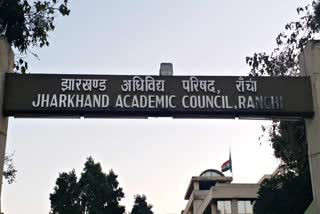 झारखण्ड अधिविद्य परिषद, राँची
JHARKHAND ACADEMIC COUNCIL, RANCHI